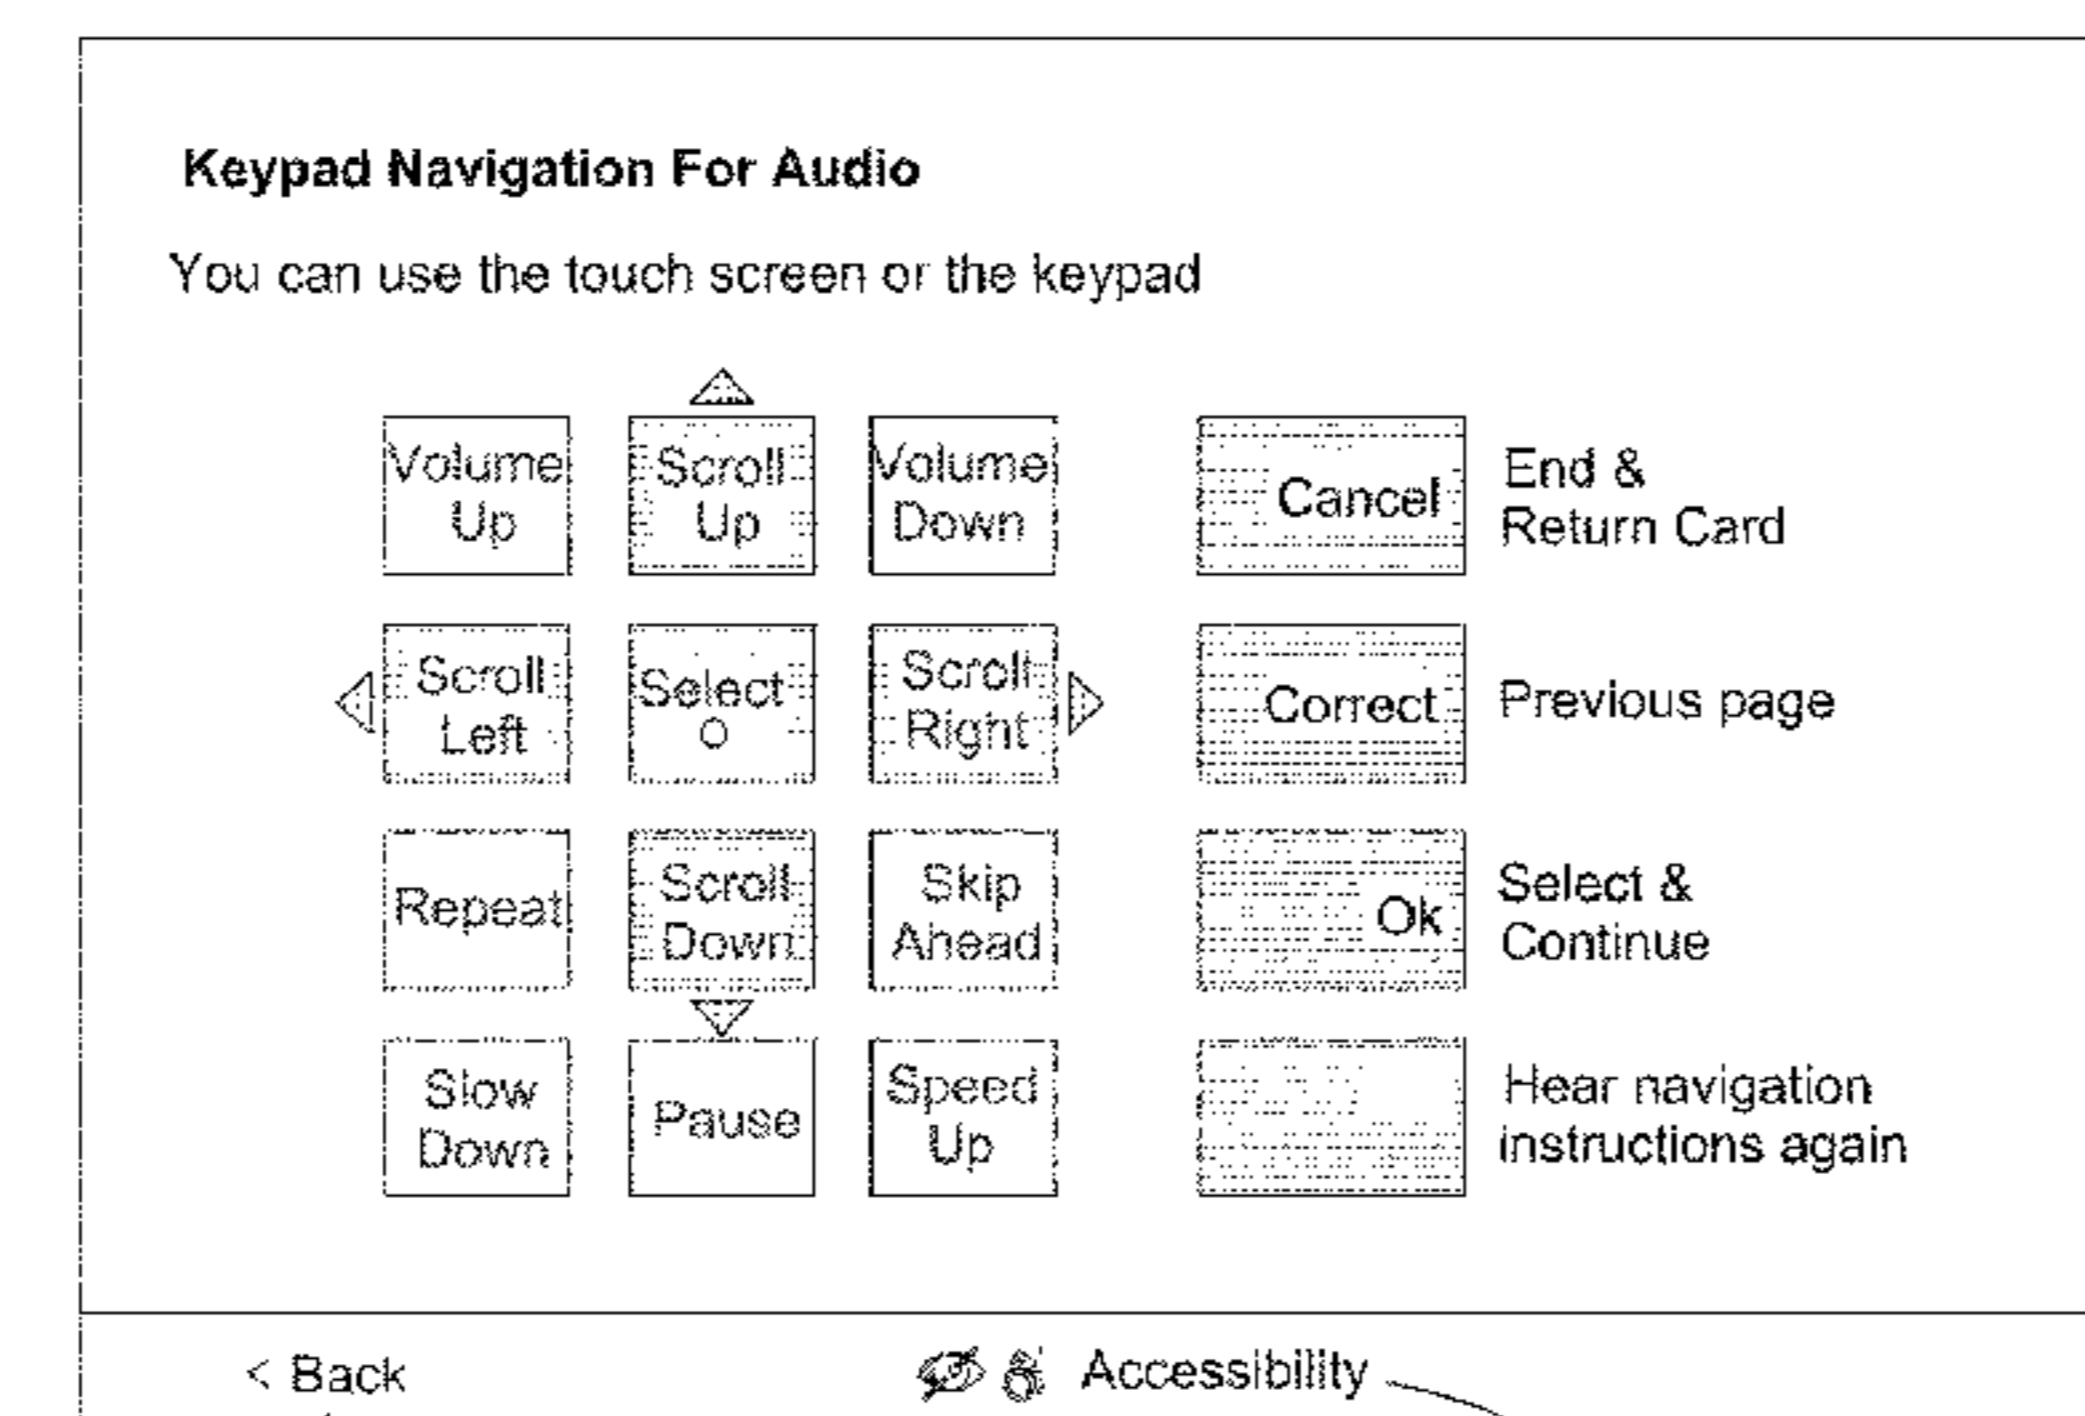 Keypad Navigation For Audio
You can use the touch screen or the keypad
Volume
Up
Scroll
Up
Volume
Down
Cancel
End &
Return Card
Scroll
Left
Select
Scroll
Right
Correct
Previous page
Repeat
Scroll
Down
Skip
Ahead
Ok
Select &
Continue
Slow
Down
Pause
Speed
Up
Hear navigation
instructions again
< Back
Accessibility